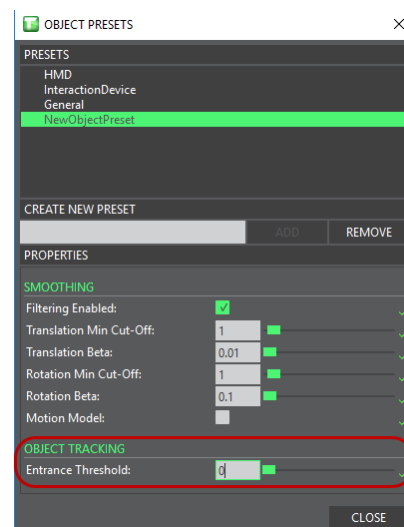 OBJECT PRESETS
PRESETS
HMD
InteractionDevice
General
NewObjectPreset
CREATE NEW PRESET
ADD REMOVE
PROPERTIES
SMOOTHING
Filtering Enabled:
Translation Min Cut-Off: 1
Translation Beta: 0.01
Rotation Min Cut-Off: 1
Rotation Beta: 0.1
Motion Model:
OBJECT TRACKING
Entrance Threshold: 0
CLOSE